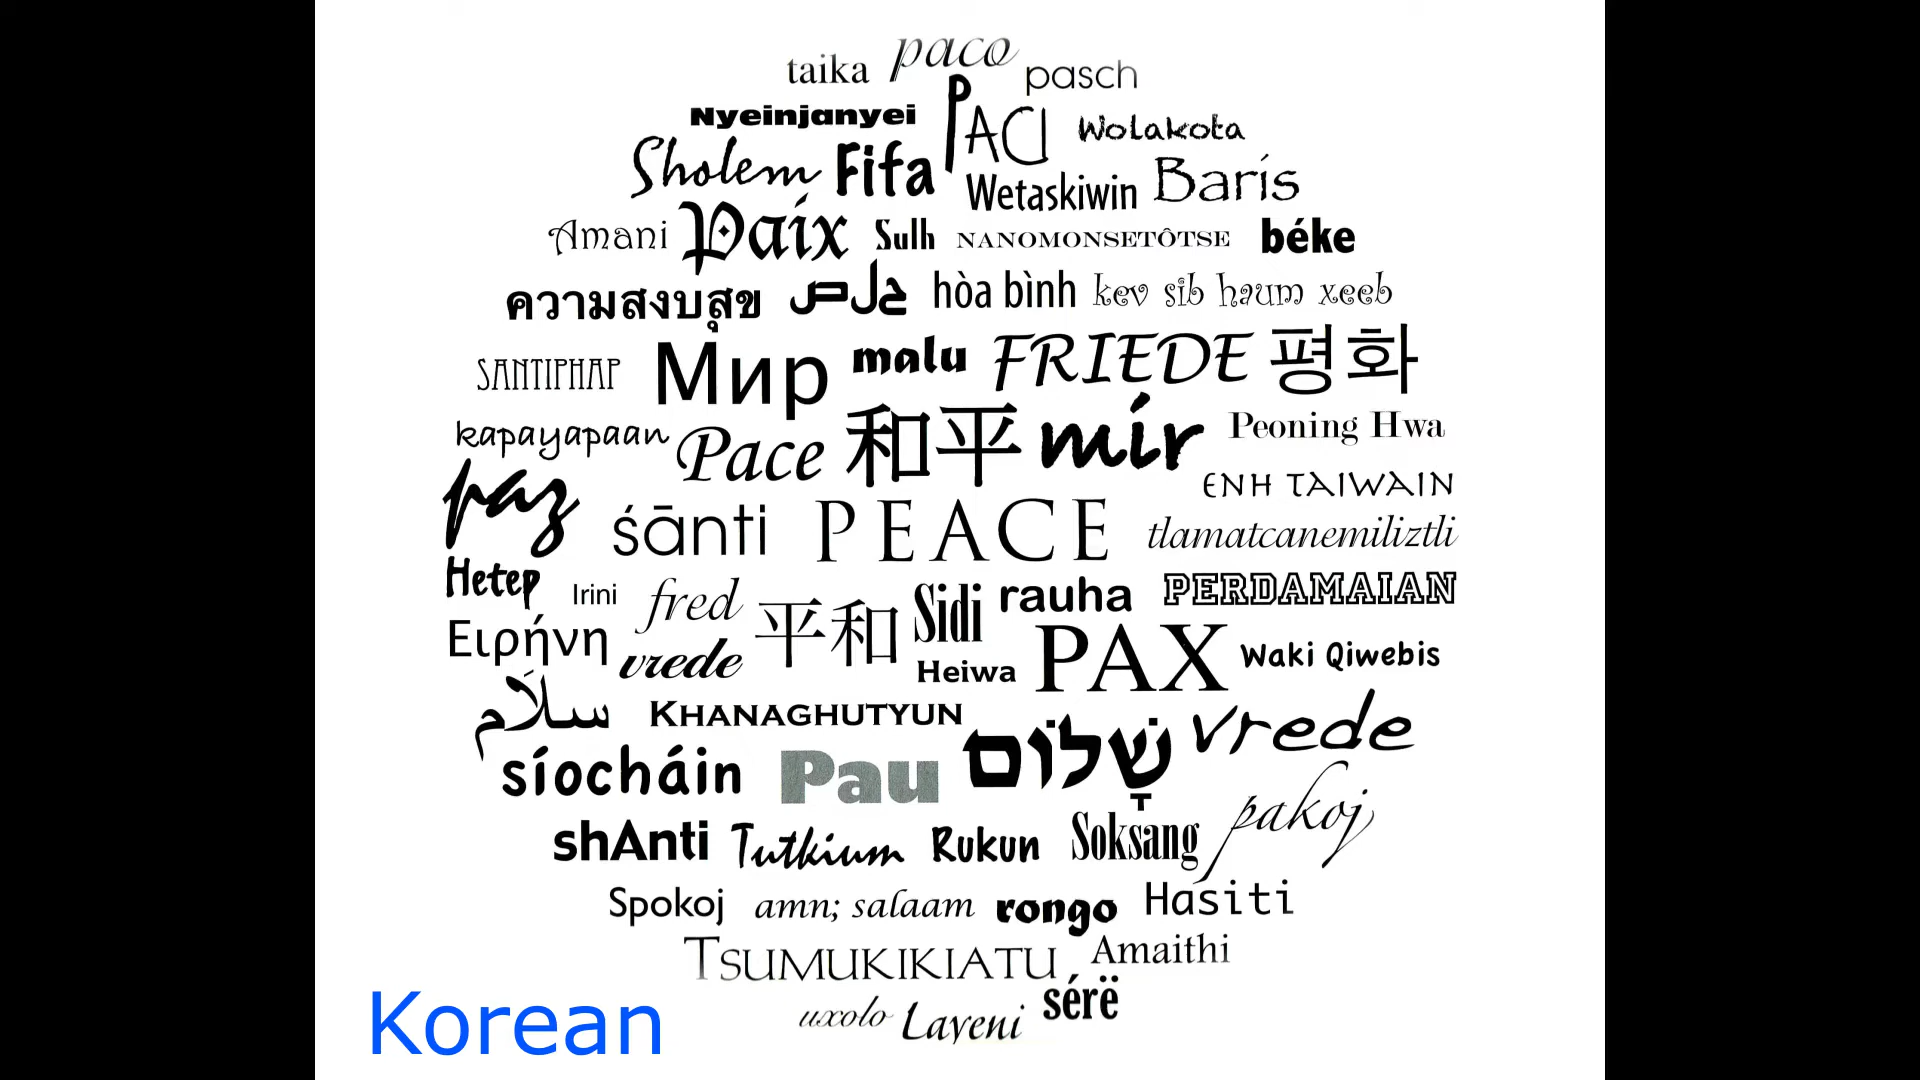 taika paco pasch
Nyeinjanyei PACI Wolakota
Sholem Fifa Wetaskiwin Baris
Amani Paix Sulh NANOMONSETÔTSE béke
ความสงบสุข hòa bình kev sib haum xeeb
SANTIPHAP Мир malu FRIEDE 평화
kapayapaan Pace 和平 mír Peoning Hwa
paz ENH TAIWAIN
śānti PEACE tlamatcanemiliztli
Hetep Irini fred Sidi rauha PERDAMAIAN
Ειρήνη vrede 平和 Heiwa PAX Waki Qiwebis
سلَام KHANAGHUTYUN שָׁלוֹם vrede
síocháin Pau pakoj
shAnti Tutkium Rukun Soksang
Spokoj amn; salaam rongo Hasiti
TSUMUKIKIATU Amaithi
uxolo Layeni sérë
Korean